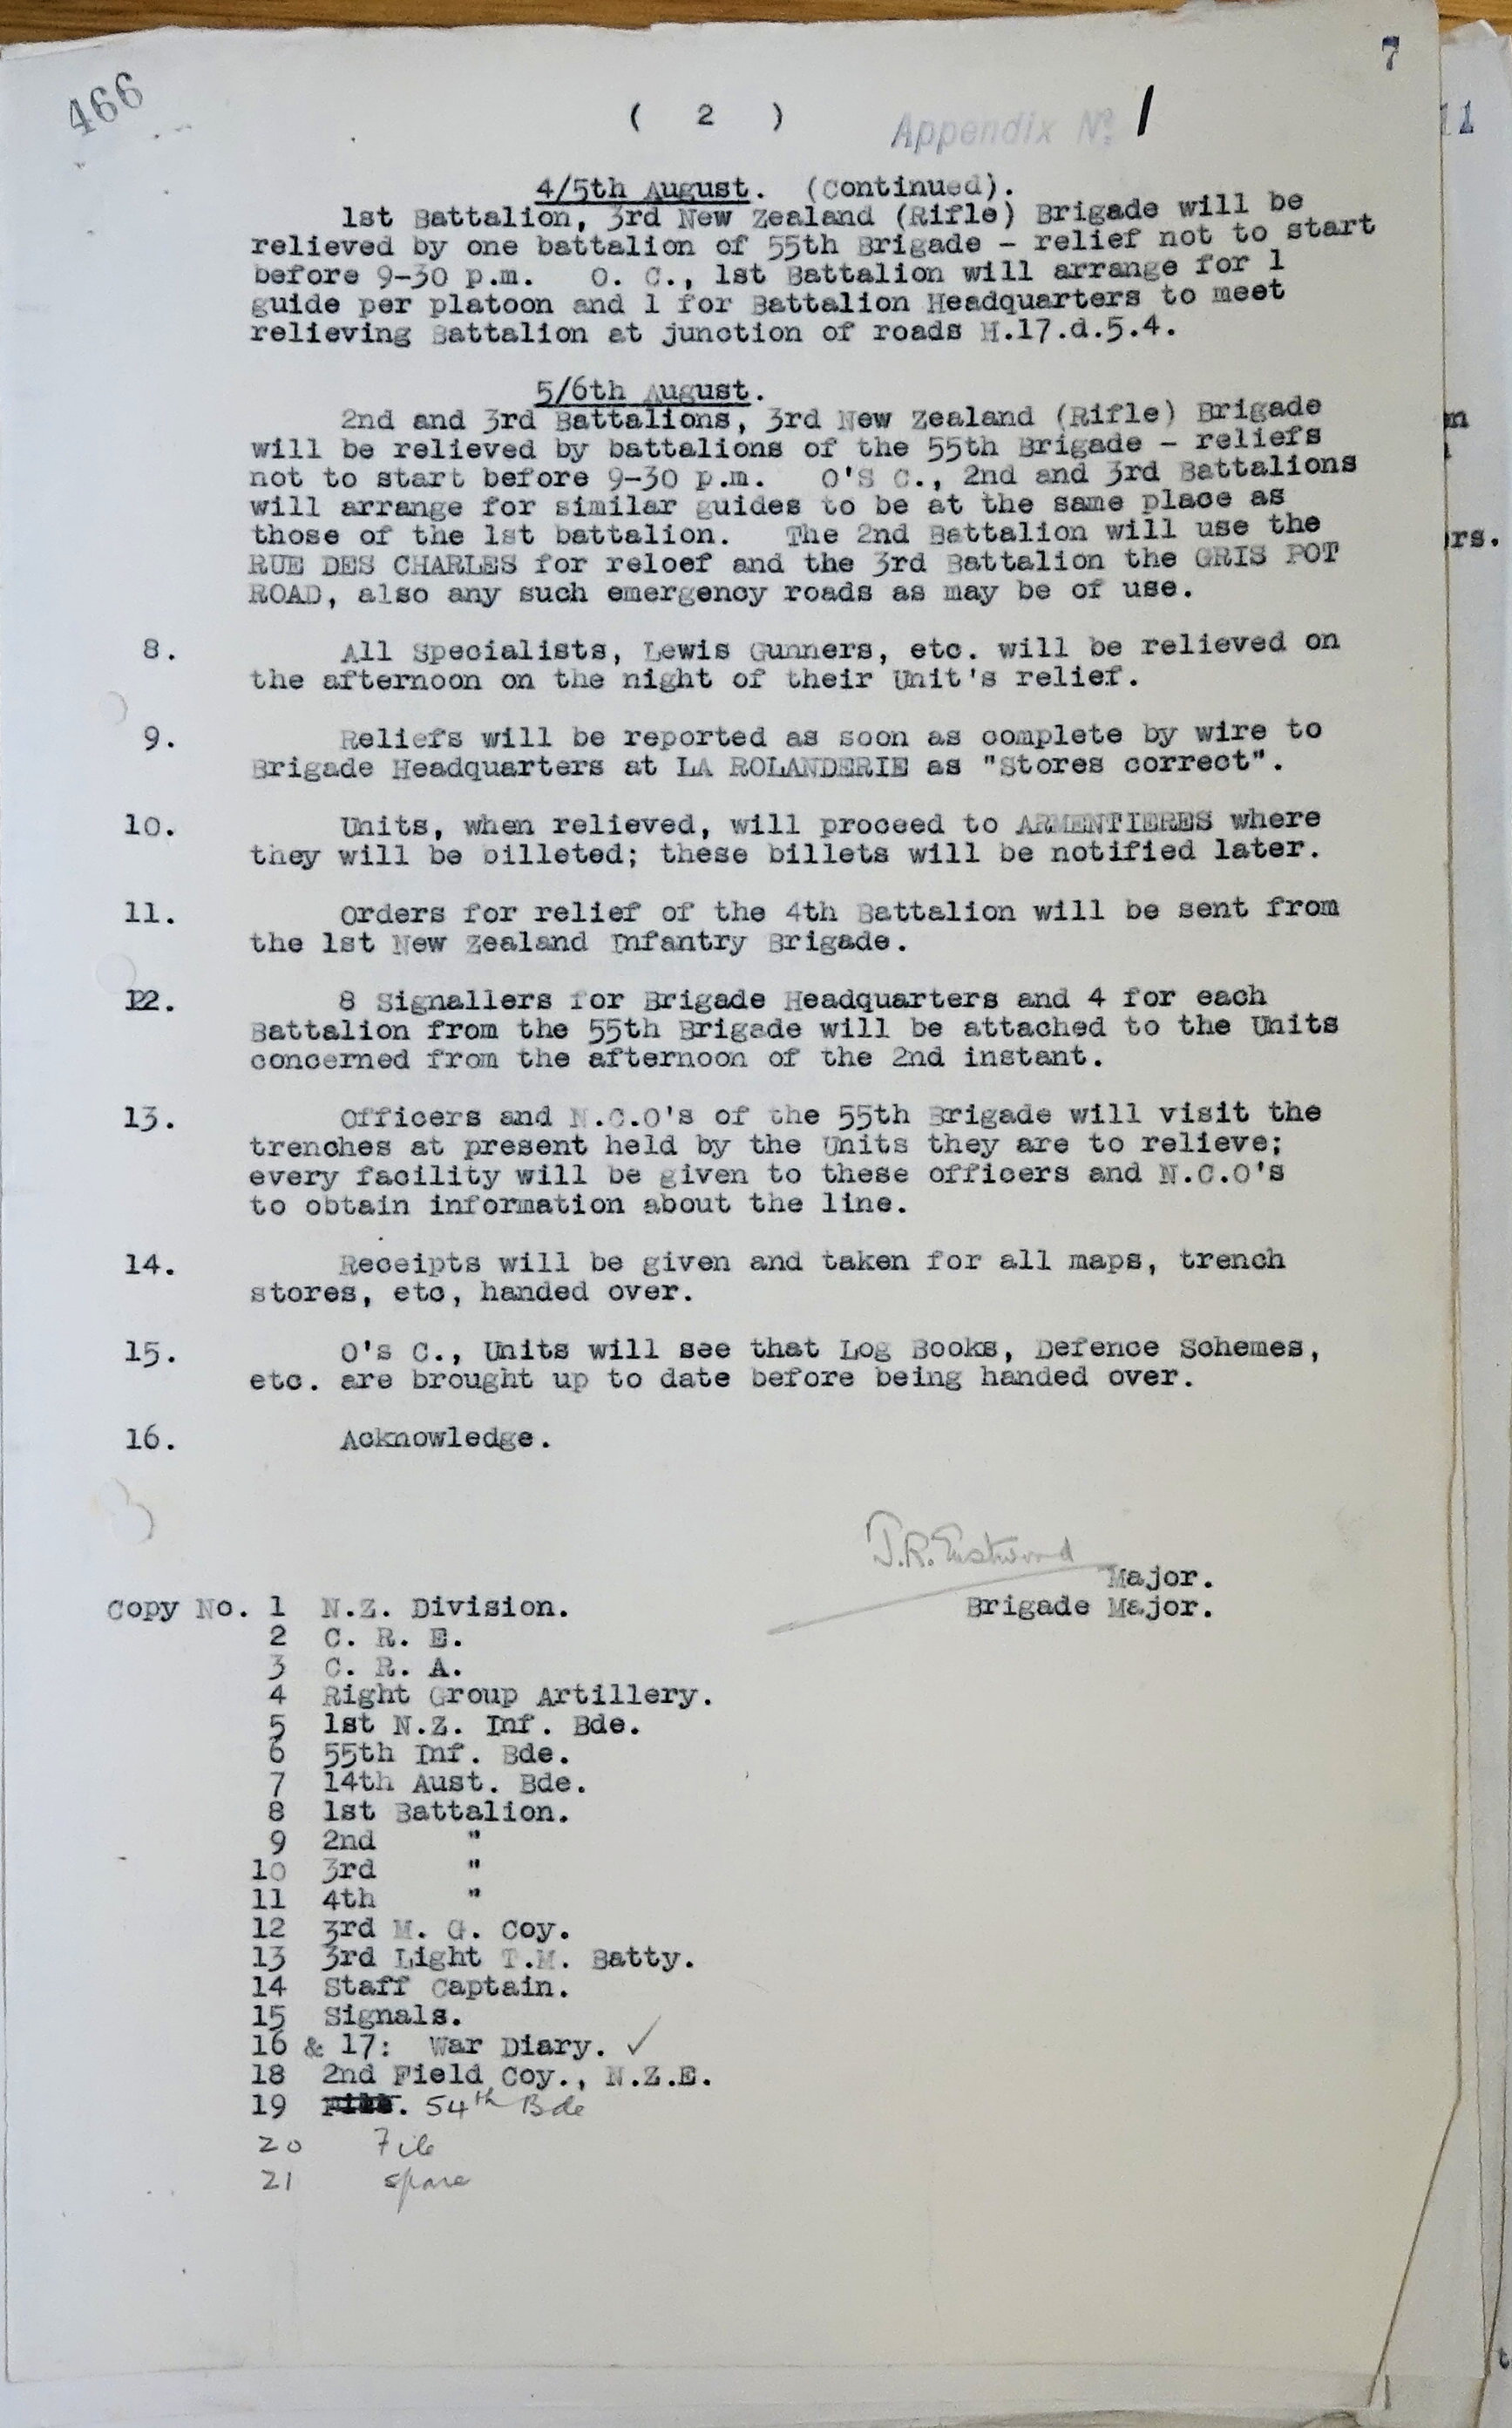 7
466
( 2 )
Appendix No. 1
11
4/5th August. (Continued).
1st Battalion, 3rd New Zealand (Rifle) Brigade will be
relieved by one battalion of 55th Brigade - relief not to start
before 9-30 p.m. O. C., 1st Battalion will arrange for 1
guide per platoon and 1 for Battalion Headquarters to meet
relieving Battalion at junction of roads H.17.d.5.4.
5/6th August.
2nd and 3rd Battalions, 3rd New Zealand (Rifle) Brigade
will be relieved by battalions of the 55th Brigade - reliefs
not to start before 9-30 p.m. O'S C., 2nd and 3rd Battalions
will arrange for similar guides to be at the same place as
those of the 1st battalion. The 2nd Battalion will use the
RUE DES CHARLES for reloef and the 3rd Battalion the GRIS POT
ROAD, also any such emergency roads as may be of use.
rs.
8. All Specialists, Lewis Gunners, etc. will be relieved on
the afternoon on the night of their Unit's relief.
9. Reliefs will be reported as soon as complete by wire to
Brigade Headquarters at LA ROLANDERIE as "Stores correct".
10. Units, when relieved, will proceed to ARMENTIERES where
they will be billeted; these billets will be notified later.
11. Orders for relief of the 4th Battalion will be sent from
the 1st New Zealand Infantry Brigade.
12. 8 Signallers for Brigade Headquarters and 4 for each
Battalion from the 55th Brigade will be attached to the Units
concerned from the afternoon of the 2nd instant.
13. Officers and N.C.O's of the 55th Brigade will visit the
trenches at present held by the Units they are to relieve;
every facility will be given to these officers and N.C.O's
to obtain information about the line.
14. Receipts will be given and taken for all maps, trench
stores, etc, handed over.
15. O's C., Units will see that Log Books, Defence Schemes,
etc. are brought up to date before being handed over.
16. Acknowledge.
T.R. Eastwood
Major.
Brigade Major.
Copy No. 1 N.Z. Division.
2 C. R. E.
3 C. R. A.
4 Right Group Artillery.
5 1st N.Z. Inf. Bde.
6 55th Inf. Bde.
7 14th Aust. Bde.
8 1st Battalion.
9 2nd "
10 3rd "
11 4th "
12 3rd M. G. Coy.
13 3rd Light T.M. Batty.
14 Staff Captain.
15 Signals.
16 & 17: War Diary. ✓
18 2nd Field Coy., N.Z.E.
19 File. 54th Bde
20 File
21 spare